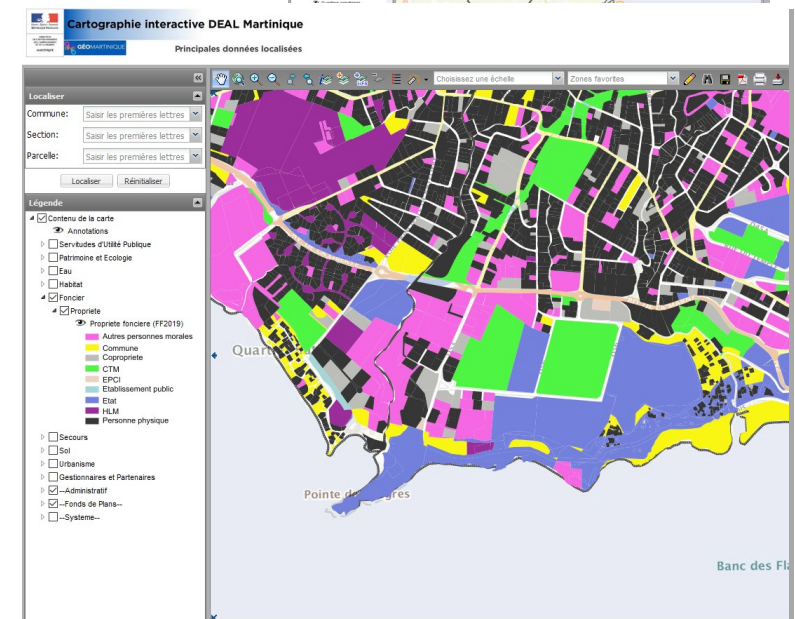 Cartographie interactive DEAL Martinique
GÉOMARTINIQUE
Principales données localisées
Choisissez une échelle
Zones favorites
Localiser
Commune:
Saisir les premières lettres
Section:
Saisir les premières lettres
Parcelle:
Saisir les premières lettres
Localiser
Réinitialiser
Légende
Contenu de la carte
Annotations
Servitudes d'Utilité Publique
Patrimoine et Ecologie
Eau
Habitat
Foncier
Propriete
Propriete fonciere (FF2019)
Autres personnes morales
Commune
Copropriete
CTM
EPCI
Etablissement public
Etat
HLM
Personne physique
Secours
Sol
Urbanisme
Gestionnaires et Partenaires
--Administratif
--Fonds de Plans--
--Systeme--
Quart
Pointe de
gres
Banc des Fla